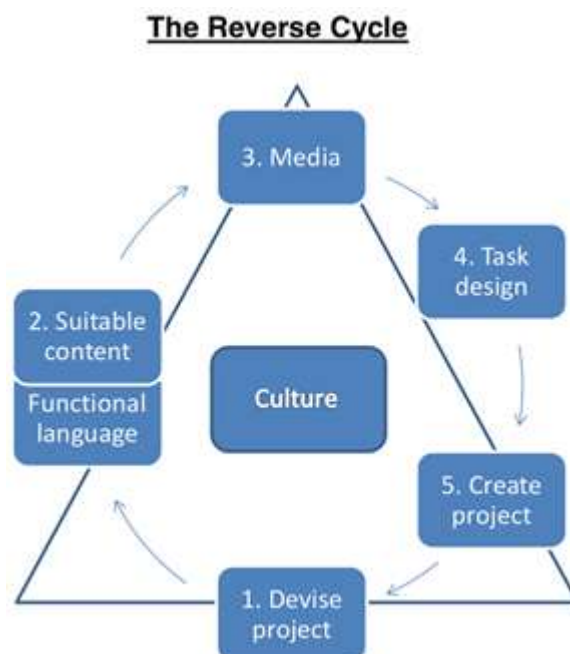 The Reverse Cycle
3. Media
4. Task
design
2. Suitable
content
Functional
language
Culture
5. Create
project
1. Devise
project